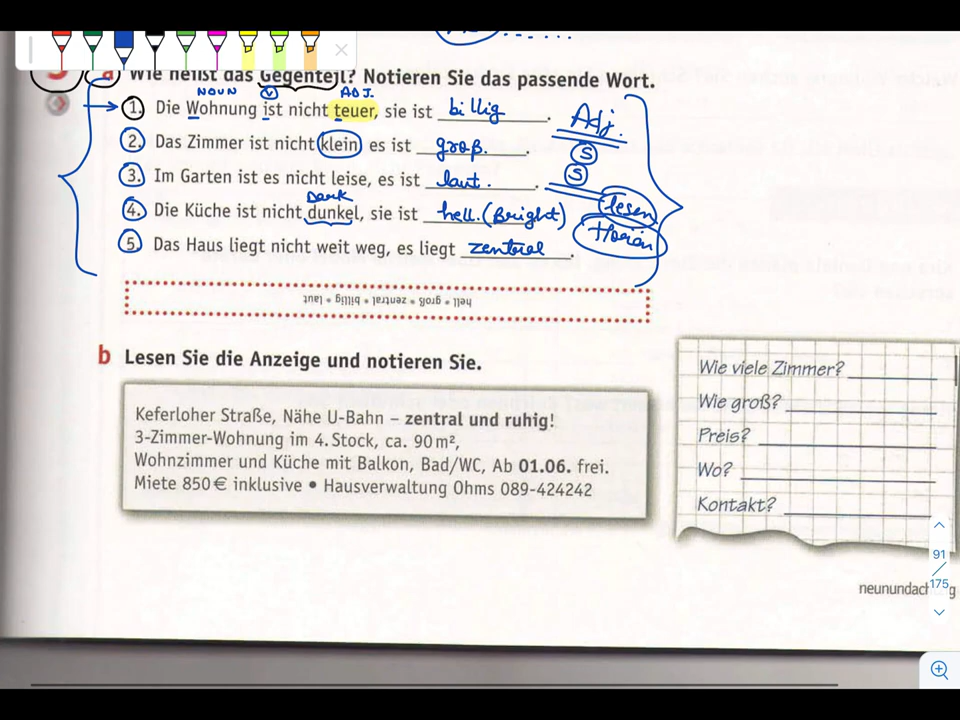 a Wie heißt das Gegenteil? Notieren Sie das passende Wort.
NOUN V ADJ.
1. Die Wohnung ist nicht teuer, sie ist billig.
Adj.
2. Das Zimmer ist nicht klein, es ist groß.
S
3. Im Garten ist es nicht leise, es ist laut.
S
Dark
lesen
4. Die Küche ist nicht dunkel, sie ist hell. (Bright)
Hören
5. Das Haus liegt nicht weit weg, es liegt zentral.
hell • groß • zentral • billig • laut
b Lesen Sie die Anzeige und notieren Sie.
Keferloher Straße, Nähe U-Bahn – zentral und ruhig!
3-Zimmer-Wohnung im 4. Stock, ca. 90 m²,
Wohnzimmer und Küche mit Balkon, Bad/WC, Ab 01.06. frei.
Miete 850 € inklusive • Hausverwaltung Ohms 089-424242
Wie viele Zimmer?
Wie groß?
Preis?
Wo?
Kontakt?
91
/
175